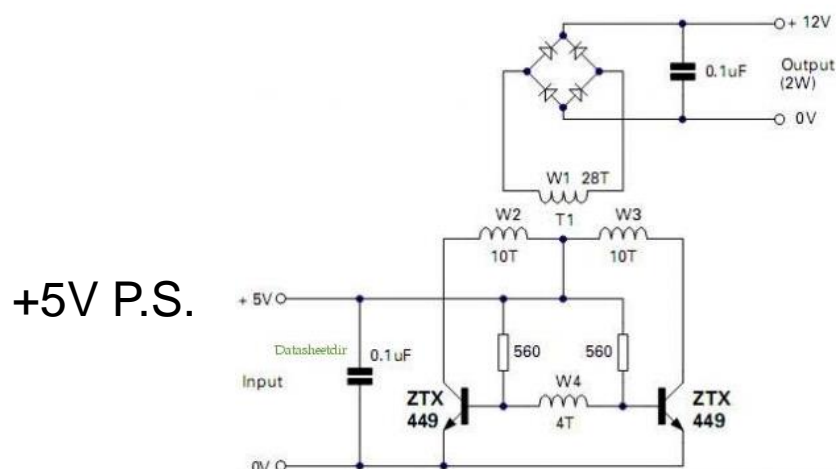 + 12V
0.1uF
Output
(2W)
0V
W1 28T
W2
T1
W3
10T
10T
+5V P.S.
+ 5V
Datasheetdir
0.1uF
560
560
Input
W4
ZTX
449
4T
ZTX
449
0V